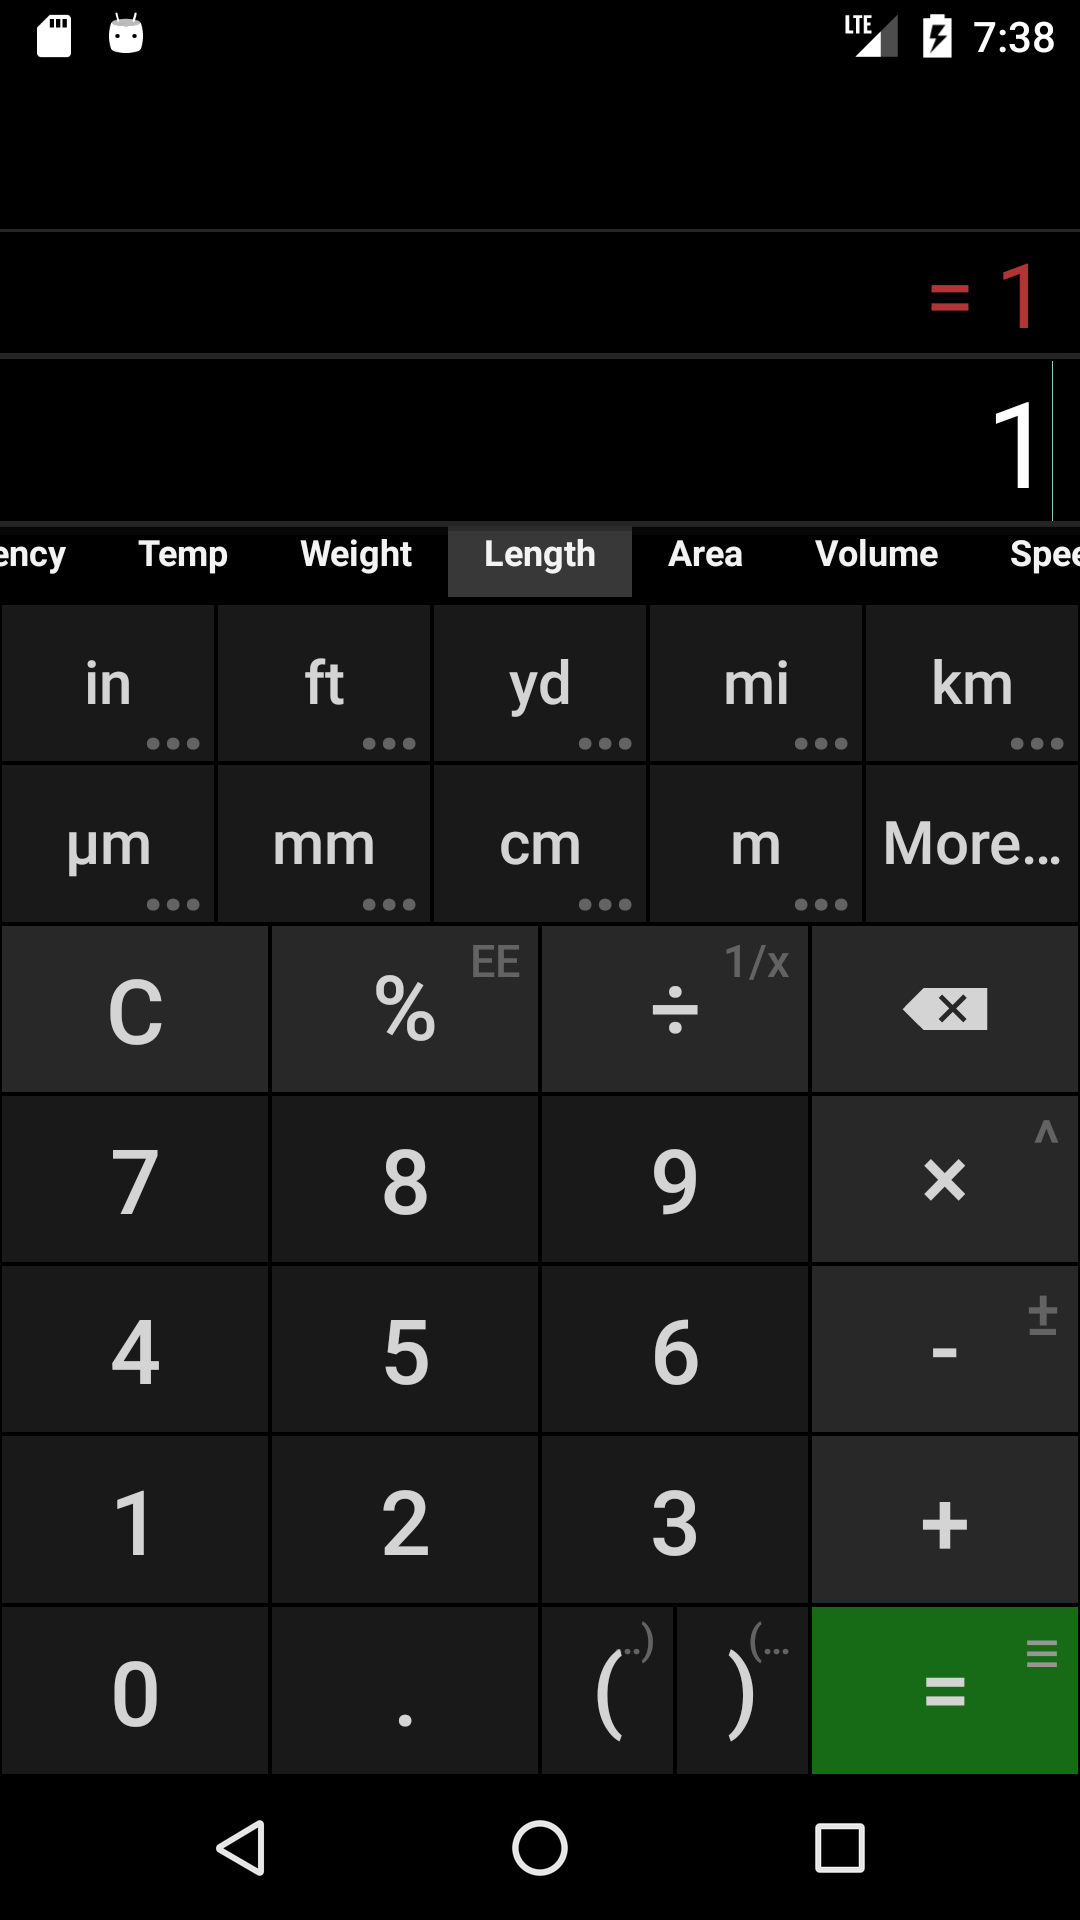 LTE 7:38
= 1
1
ency Temp Weight Length Area Volume Spee
in ft yd mi km
... ... ... ... ...
µm mm cm m More...
... ... ... ...
C % EE ÷ 1/x
7 8 9 × ^
4 5 6 - ±
1 2 3 +
0 . ( ..) ) (... = ≡